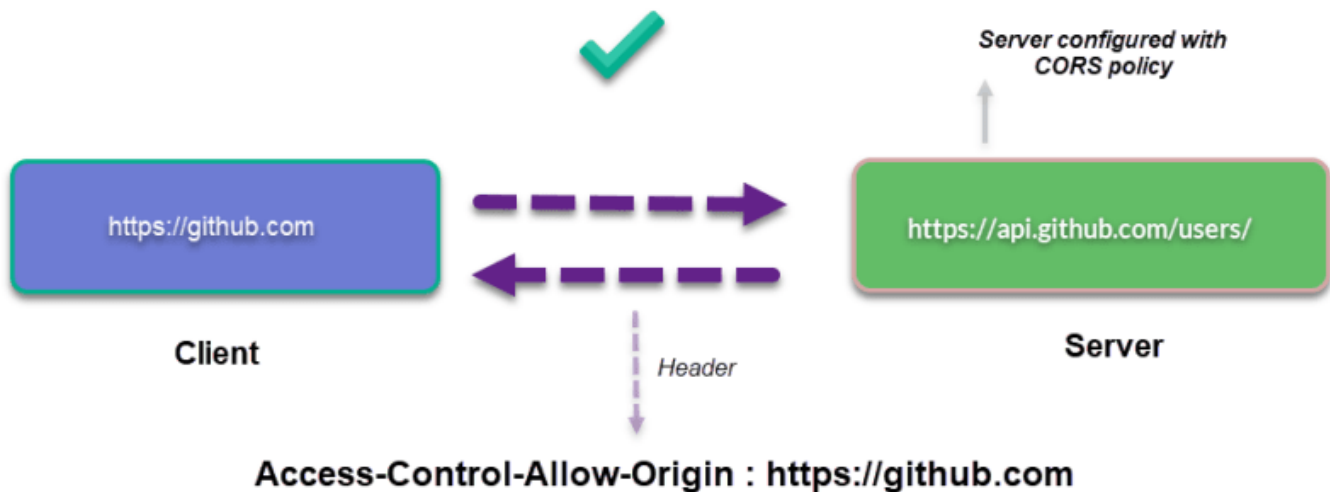 Server configured with
CORS policy
https://github.com
https://api.github.com/users/
Client
Server
Header
Access-Control-Allow-Origin : https://github.com